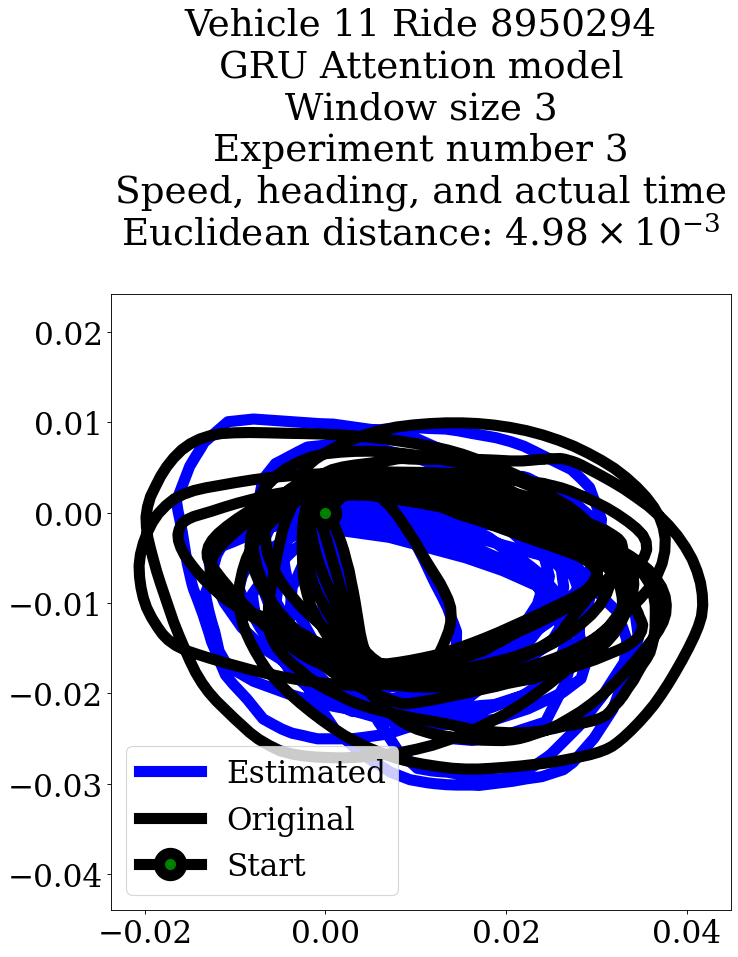 Vehicle 11 Ride 8950294
GRU Attention model
Window size 3
Experiment number 3
Speed, heading, and actual time
Euclidean distance: 4.98 × 10⁻³
0.02
0.01
0.00
−0.01
−0.02
−0.03
−0.04
Estimated
Original
Start
−0.02 0.00 0.02 0.04